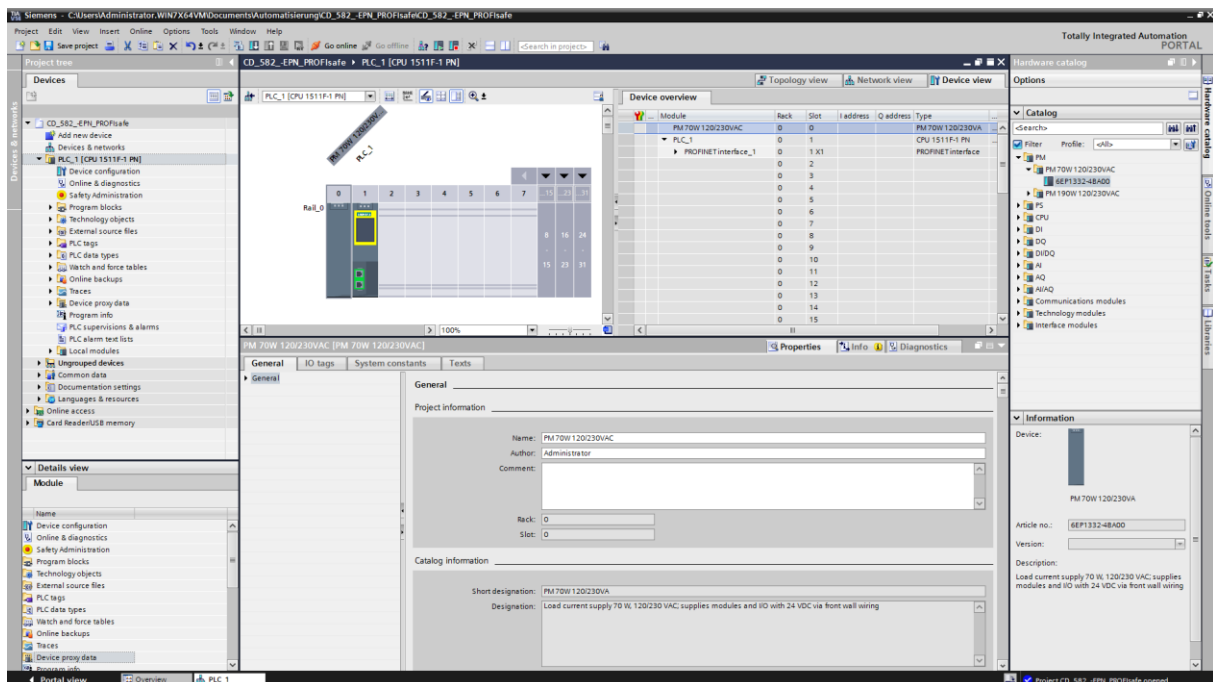 Siemens - C:\Users\Administrator.WIN7X64VM\Documents\Automatisierung\CD_582_-EPN_PROFIsafe\CD_582_-EPN_PROFIsafe
Project Edit View Insert Online Options Tools Window Help
Totally Integrated Automation
PORTAL
Save project Go online Go offline <Search in project>
Project tree
Devices
Devices & networks
CD_582_-EPN_PROFIsafe
Add new device
Devices & networks
PLC_1 [CPU 1511F-1 PN]
Device configuration
Online & diagnostics
Safety Administration
Program blocks
Technology objects
External source files
PLC tags
PLC data types
Watch and force tables
Online backups
Traces
Device proxy data
Program info
PLC supervisions & alarms
PLC alarm text lists
Local modules
Ungrouped devices
Common data
Documentation settings
Languages & resources
Online access
Card Reader/USB memory
Details view
Module
Name
Device configuration
Online & diagnostics
Safety Administration
Program blocks
Technology objects
External source files
PLC tags
PLC data types
Watch and force tables
Online backups
Traces
Device proxy data
Program info
CD_582_-EPN_PROFIsafe PLC_1 [CPU 1511F-1 PN]
Topology view Network view Device view
PLC_1 [CPU 1511F-1 PN]
PM 70W 120/230V...
PLC_1
0 1 2 3 4 5 6 7 ...15 ...23 ...31
Rail_0
8 16 24
15 23 31
100%
Device overview
... Module Rack Slot I address Q address Type ...
PM 70W 120/230VAC 0 0 PM 70W 120/230VA
PLC_1 0 1 CPU 1511F-1 PN
PROFINET interface_1 0 1 X1 PROFINET interface
0 2
0 3
0 4
0 5
0 6
0 7
0 8
0 9
0 10
0 11
0 12
0 13
0 14
0 15
PM 70W 120/230VAC [PM 70W 120/230VAC]
Properties Info Diagnostics
General IO tags System constants Texts
General
General
Project information
Name: PM 70W 120/230VAC
Author: Administrator
Comment:
Rack: 0
Slot: 0
Catalog information
Short designation: PM 70W 120/230VA
Designation: Load current supply 70 W, 120/230 VAC; supplies modules and I/O with 24 VDC via front wall wiring
Hardware catalog
Options
Catalog
<Search>
Filter Profile: <All>
PM
PM 70W 120/230VAC
6EP1332-4BA00
PM 190W 120/230VAC
PS
CPU
DI
DQ
DI/DQ
AI
AQ
AI/AQ
Communications modules
Technology modules
Interface modules
Information
Device:
PM 70W 120/230VA
Article no.: 6EP1332-4BA00
Version:
Description:
Load current supply 70 W, 120/230 VAC; supplies modules and I/O with 24 VDC via front wall wiring
Hardware catalog
Online tools
Tasks
Libraries
Portal view Overview PLC_1
Project CD_582_-EPN_PROFIsafe opened.